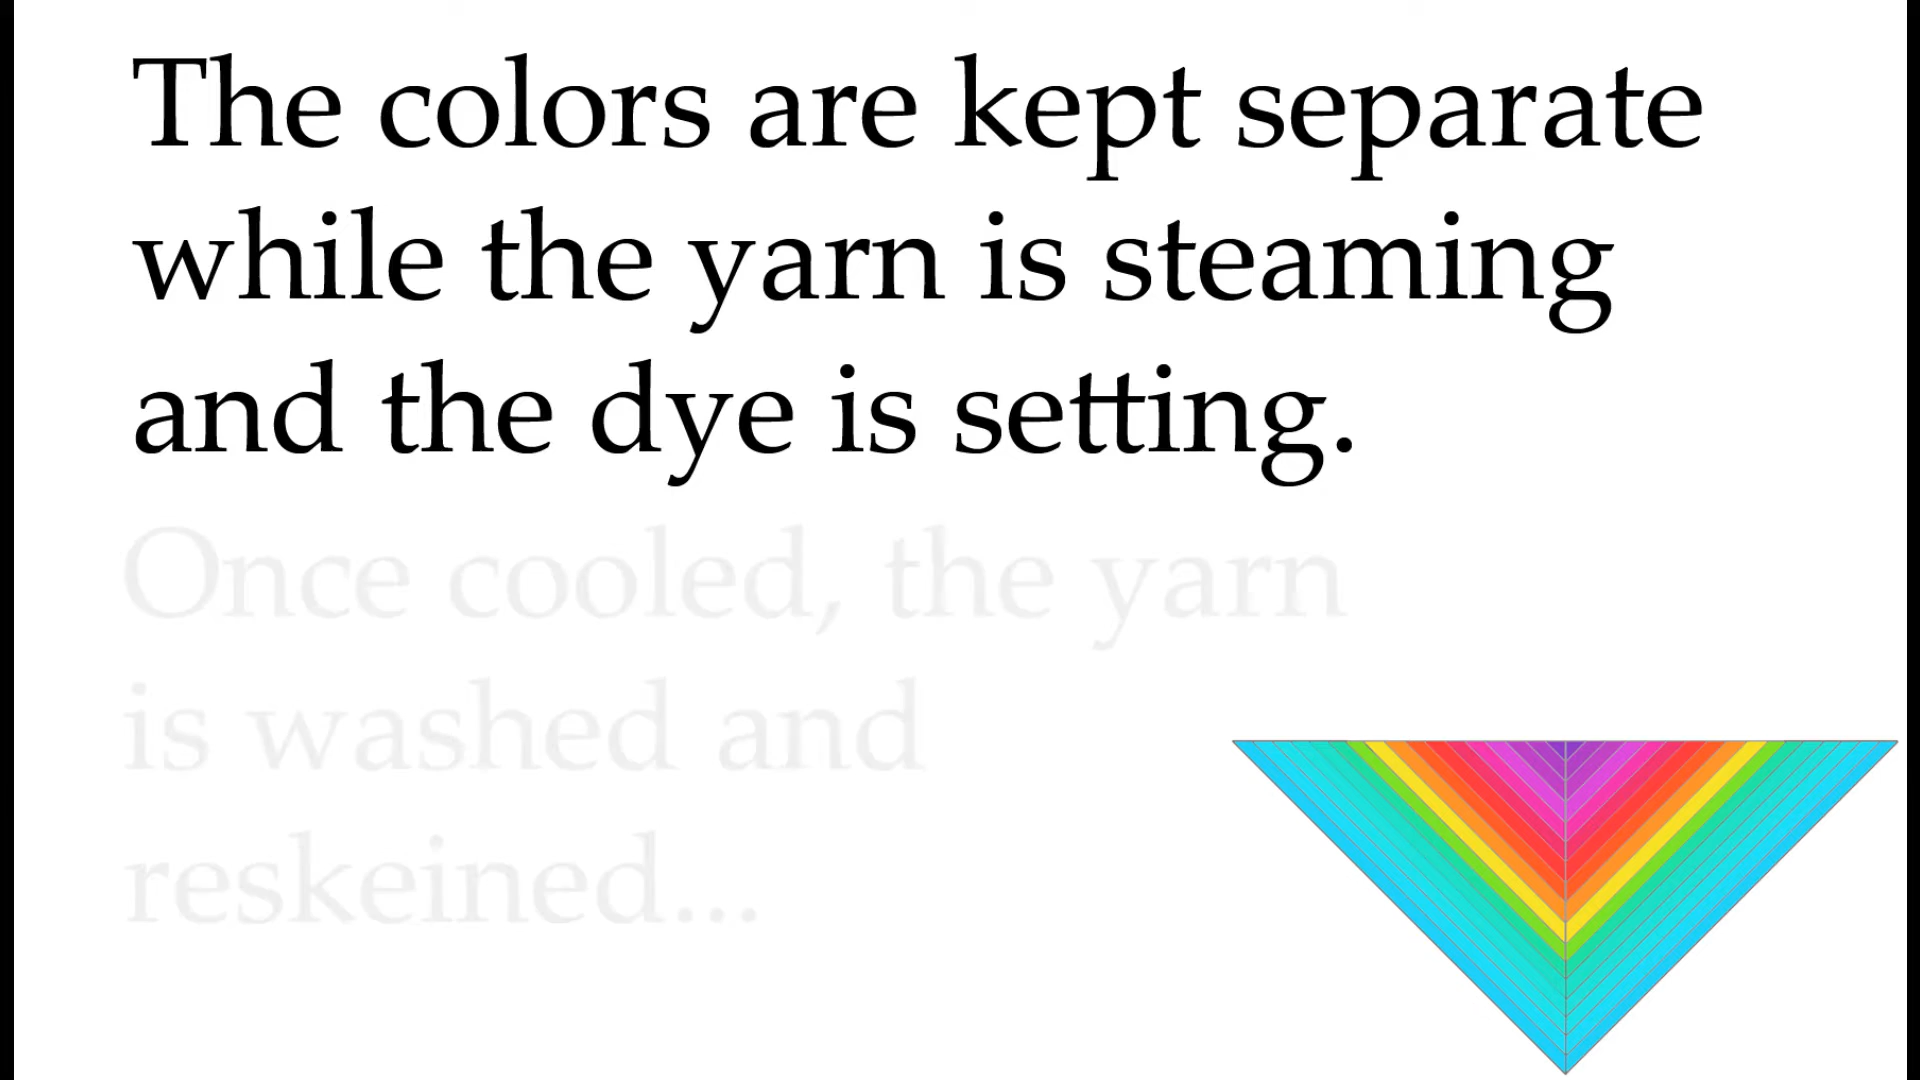 The colors are kept separate
while the yarn is steaming
and the dye is setting.
Once cooled, the yarn
is washed and
reskeined...